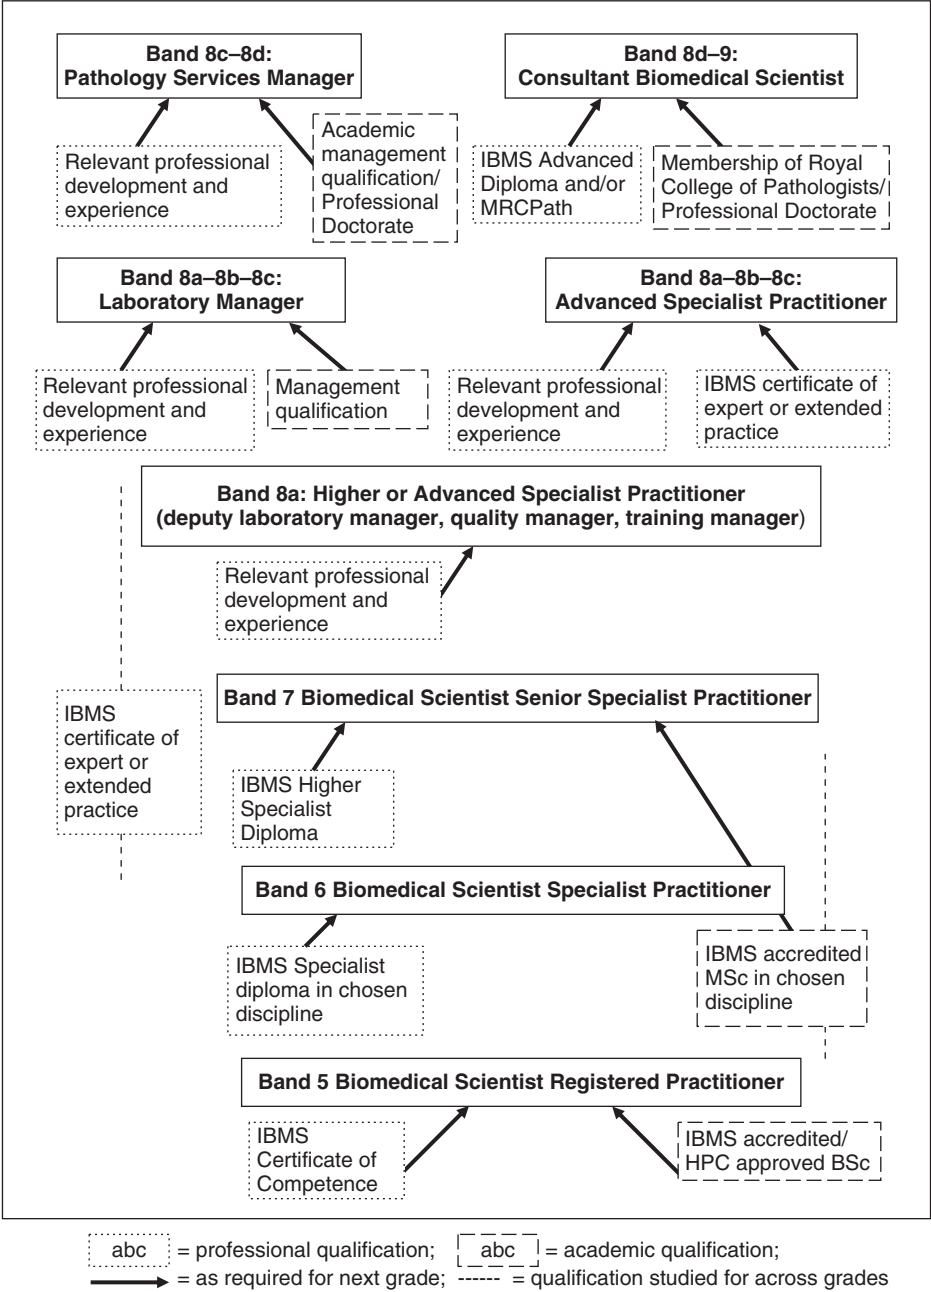 Band 8c–8d:
Pathology Services Manager
Band 8d–9:
Consultant Biomedical Scientist
Relevant professional
development and
experience
Academic
management
qualification/
Professional
Doctorate
IBMS Advanced
Diploma and/or
MRCPath
Membership of Royal
College of Pathologists/
Professional Doctorate
Band 8a–8b–8c:
Laboratory Manager
Band 8a–8b–8c:
Advanced Specialist Practitioner
Relevant professional
development and
experience
Management
qualification
Relevant professional
development and
experience
IBMS certificate of
expert or extended
practice
Band 8a: Higher or Advanced Specialist Practitioner
(deputy laboratory manager, quality manager, training manager)
Relevant professional
development and
experience
Band 7 Biomedical Scientist Senior Specialist Practitioner
IBMS
certificate of
expert or
extended
practice
IBMS Higher
Specialist
Diploma
Band 6 Biomedical Scientist Specialist Practitioner
IBMS Specialist
diploma in chosen
discipline
IBMS accredited
MSc in chosen
discipline
Band 5 Biomedical Scientist Registered Practitioner
IBMS
Certificate of
Competence
IBMS accredited/
HPC approved BSc
abc = professional qualification; abc = academic qualification;
= as required for next grade; ------ = qualification studied for across grades